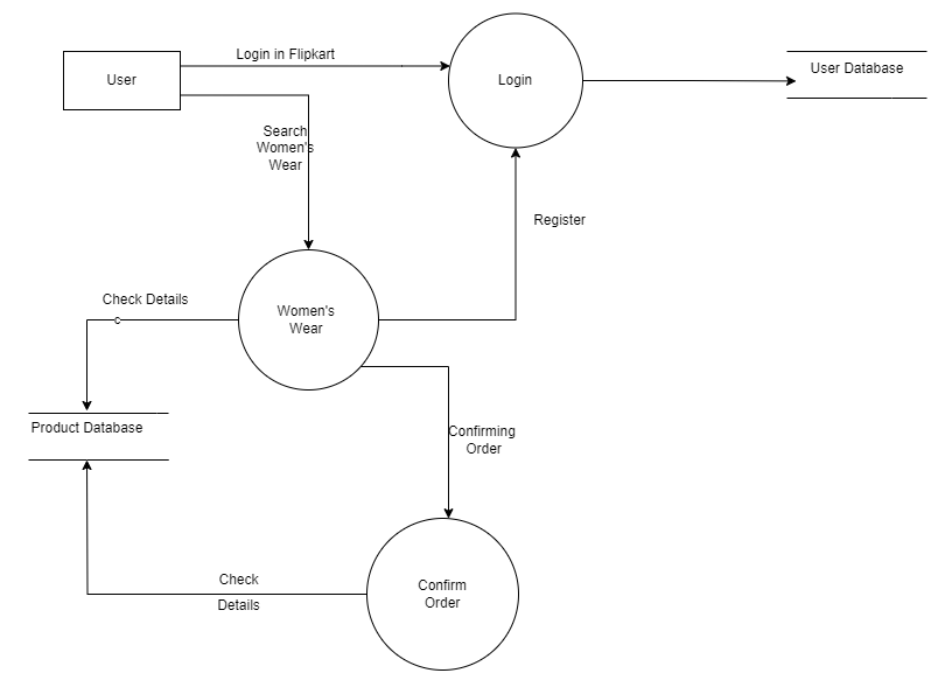 Login in Flipkart
User
Login
User Database
Search
Women's
Wear
Register
Check Details
Women's
Wear
Product Database
Confirming
Order
Check
Details
Confirm
Order